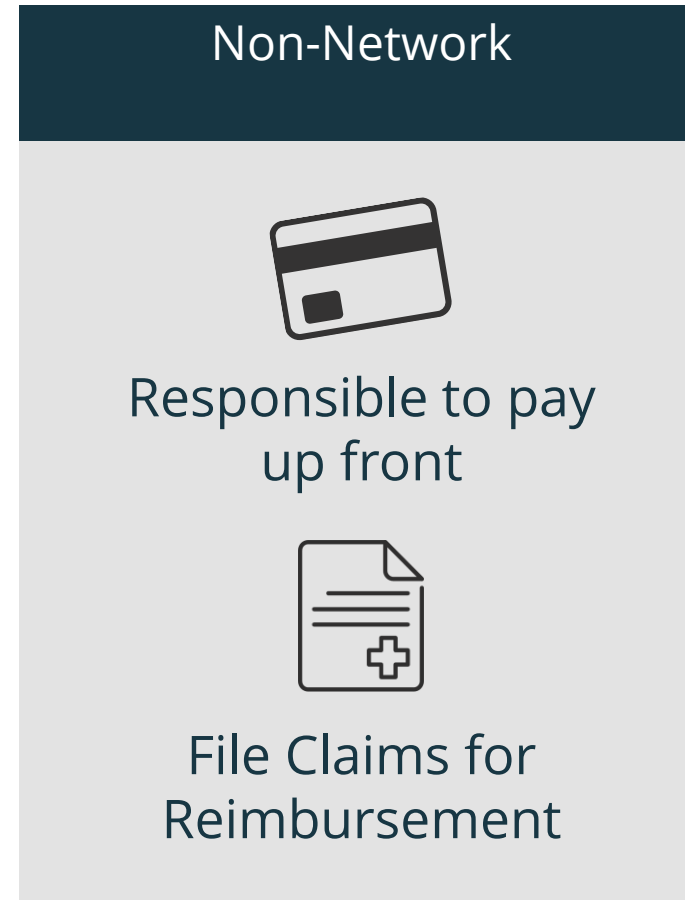 Non-Network
Responsible to pay
up front
File Claims for
Reimbursement